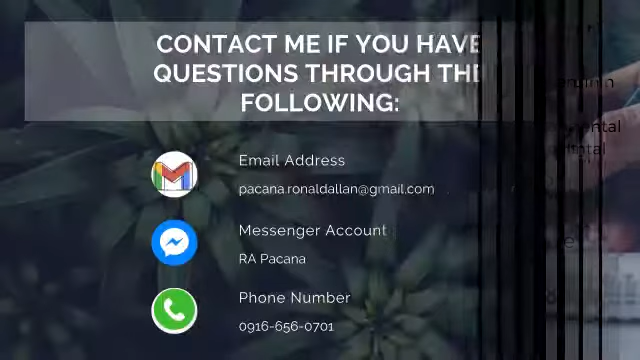 CONTACT ME IF YOU HAVE
QUESTIONS THROUGH THE
FOLLOWING:
Email Address
pacana.ronaldallan@gmail.com
Messenger Account
RA Pacana
Phone Number
0916-656-0701